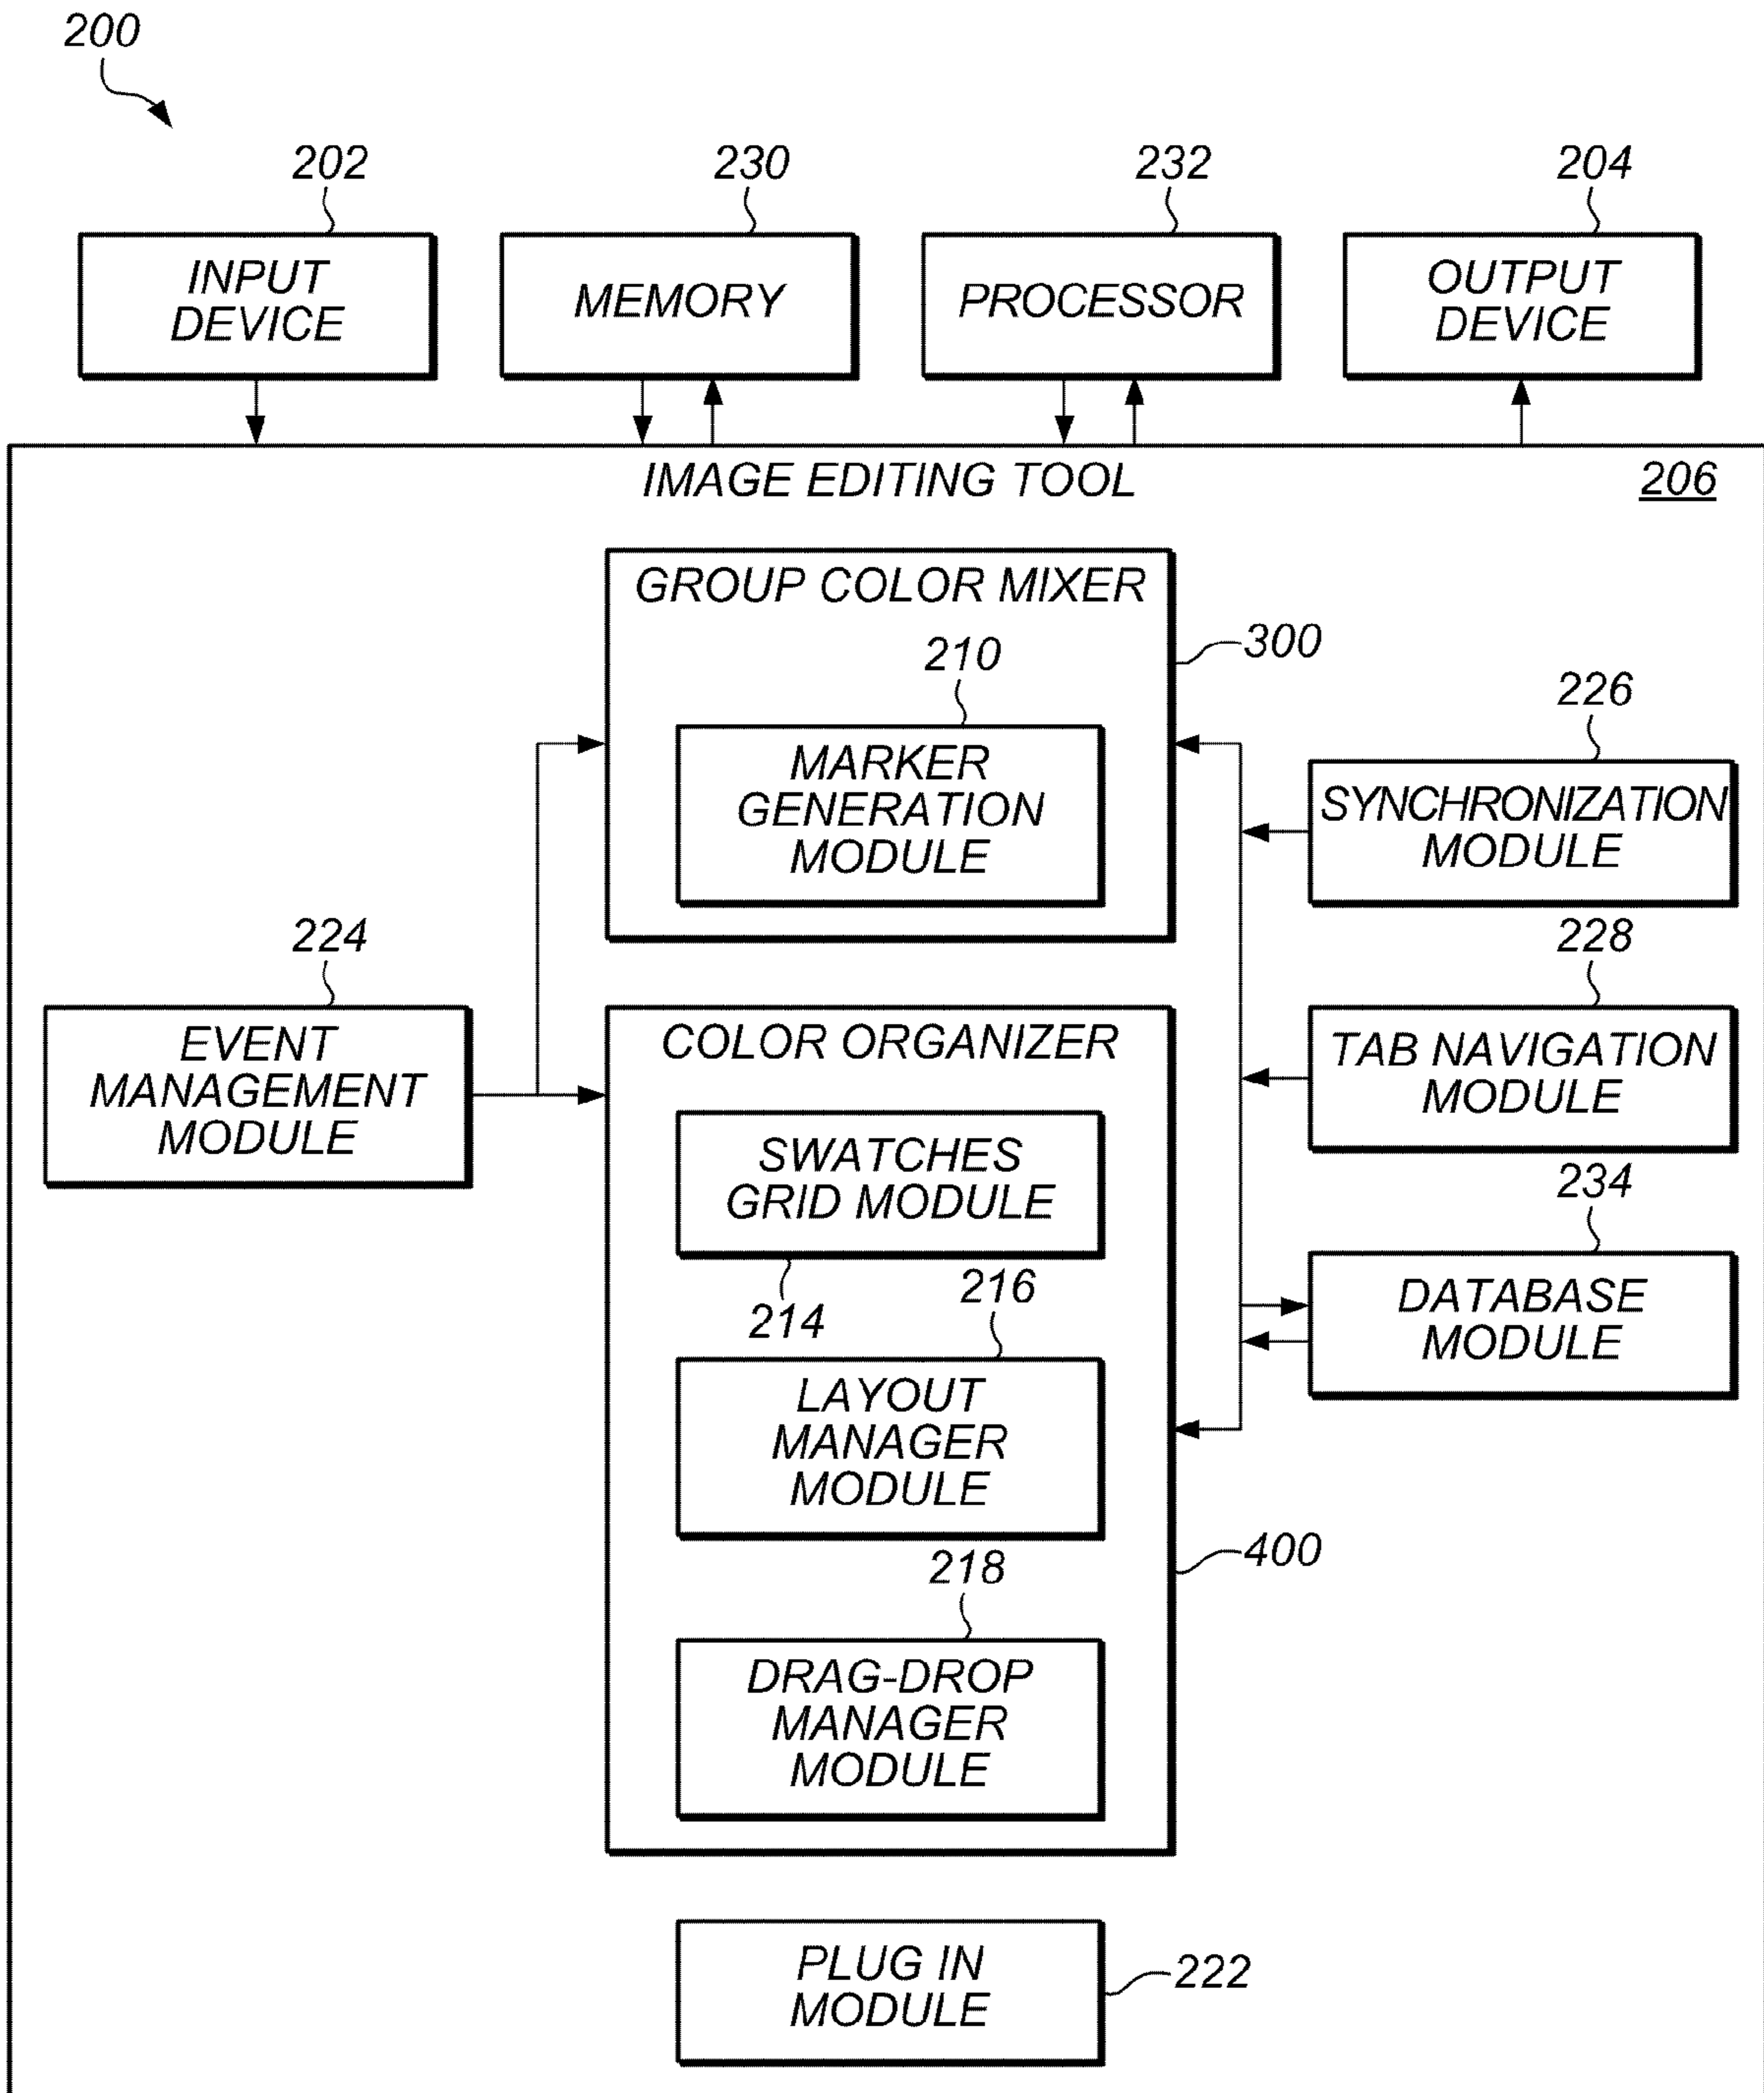 200
202
230
232
204
INPUT
DEVICE
MEMORY
PROCESSOR
OUTPUT
DEVICE
IMAGE EDITING TOOL
206
GROUP COLOR MIXER
300
210
MARKER
GENERATION
MODULE
226
SYNCHRONIZATION
MODULE
224
EVENT
MANAGEMENT
MODULE
228
TAB NAVIGATION
MODULE
COLOR ORGANIZER
SWATCHES
GRID MODULE
214
234
DATABASE
MODULE
216
LAYOUT
MANAGER
MODULE
400
218
DRAG-DROP
MANAGER
MODULE
PLUG IN
MODULE
222